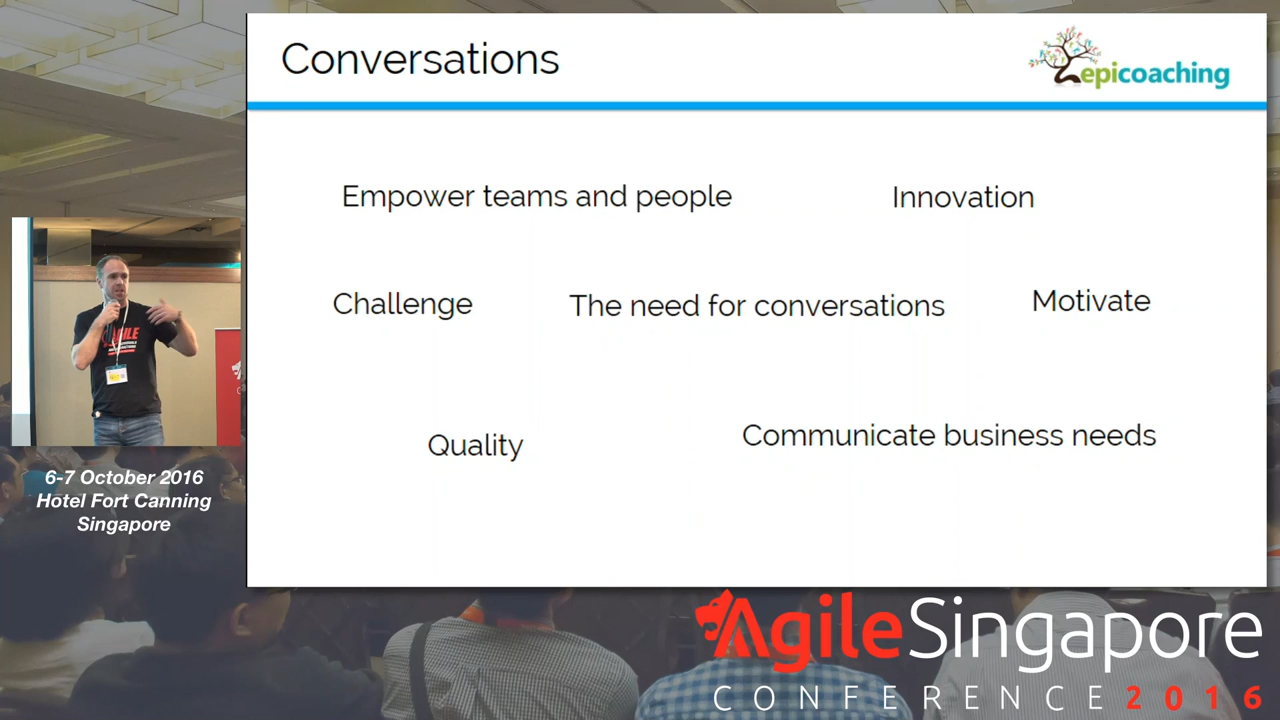 Conversations
epicoaching
Empower teams and people
Innovation
Challenge
The need for conversations
Motivate
Quality
Communicate business needs
AGILE
6-7 October 2016
Hotel Fort Canning
Singapore
AgileSingapore
CONFERENCE 2016